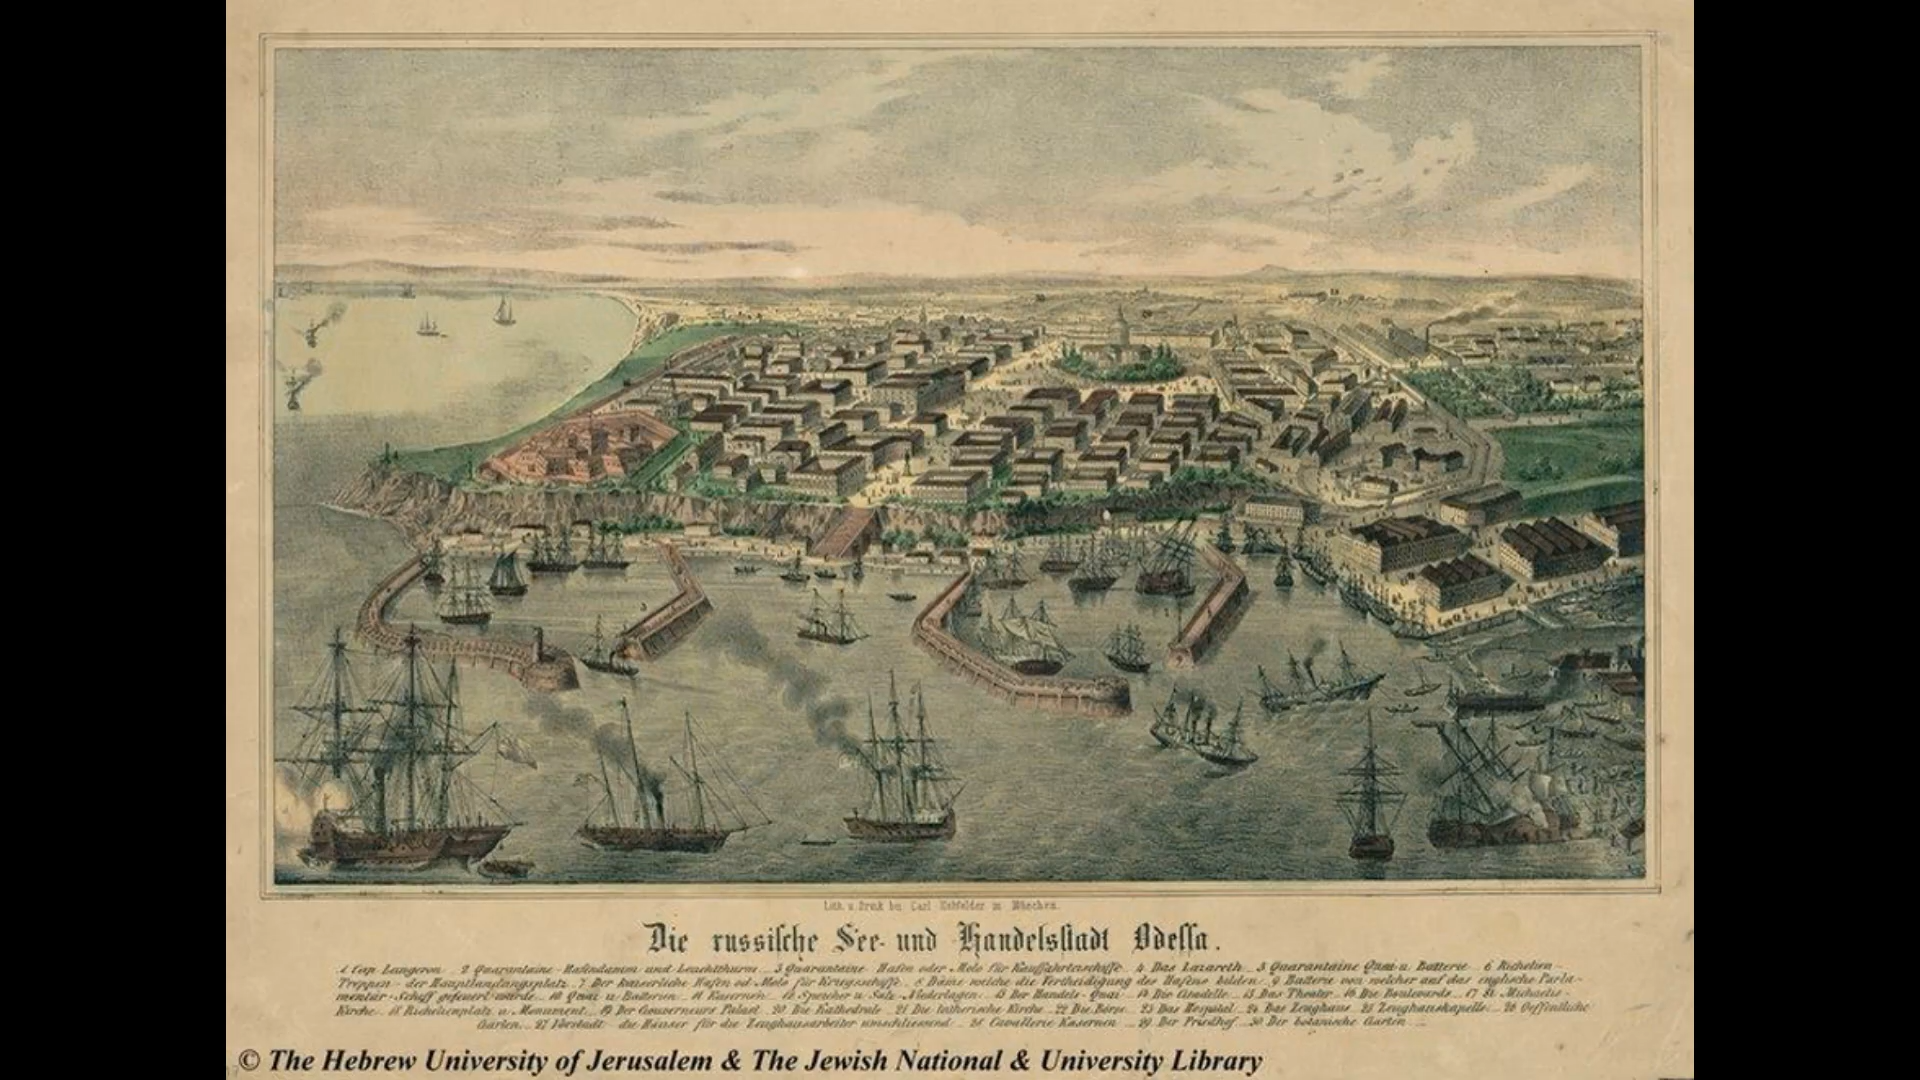 Lith. u. Druck bei Carl in München.
Die russische See- und Handelsstadt Odessa.
1 Cap Langeron 2 Quarantaine-Hafendamm und Leuchtthurm 3 Quarantaine-Hafen oder Molo für Kauffahrteischiffe 4 Das Lazareth 5 Quarantaine Quai u. Batterie 6 Richelieu-
Treppen - der Hauptlandungsplatz 7 Der kaiserliche Hafen od. Molo für Kriegsschiffe 8 Däme welche die Vertheidigung des Hafens bilden 9 Batterie von welcher auf das englische Parla-
mentär-Schiff gefeuert wurde 10 Quai u. Batterien 11 Kasernen 12 Speicher u. Salz-Niederlagen 13 Der Handels-Quai 14 Die Citadelle 15 Das Theater 16 Die Boulevards 17 St. Michaelis-
Kirche 18 Richelieuplatz u. Monument 19 Der Gouverneurs Palast 20 Die Kathedrale 21 Die lutherische Kirche 22 Die Börse 23 Das Hospital 24 Das Zeughaus 25 Zeughauskapelle 26 Oeffentliche
Garten 27 Vorstadt die Häuser für die Zeughausarbeiter umschliessend 28 Cavallerie Kasernen 29 Der Friedhof 30 Der botanische Garten
© The Hebrew University of Jerusalem & The Jewish National & University Library